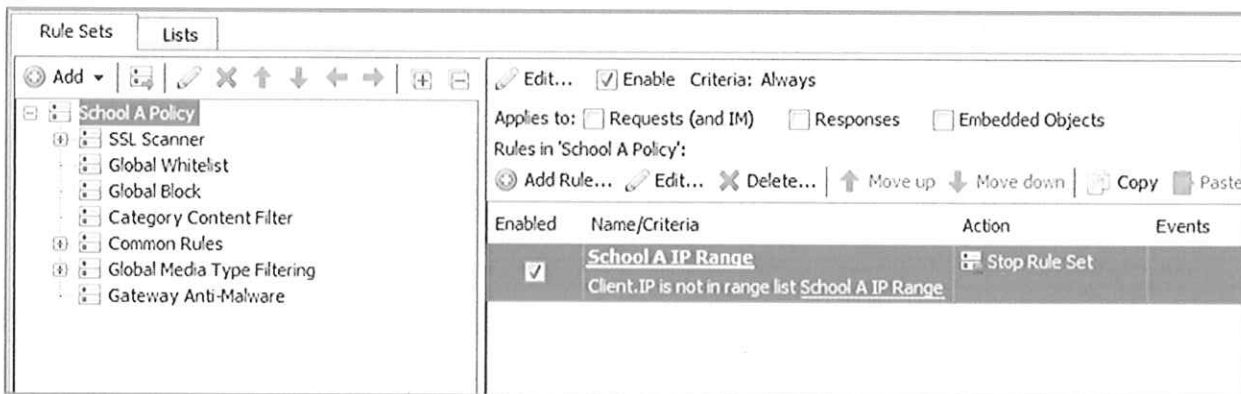 Rule Sets
Lists
Add
School A Policy
SSL Scanner
Global Whitelist
Global Block
Category Content Filter
Common Rules
Global Media Type Filtering
Gateway Anti-Malware
Edit... Enable Criteria: Always
Applies to: Requests (and IM) Responses Embedded Objects
Rules in 'School A Policy':
Add Rule... Edit... Delete... Move up Move down Copy Paste
Enabled Name/Criteria Action Events
School A IP Range Stop Rule Set
Client.IP is not in range list School A IP Range